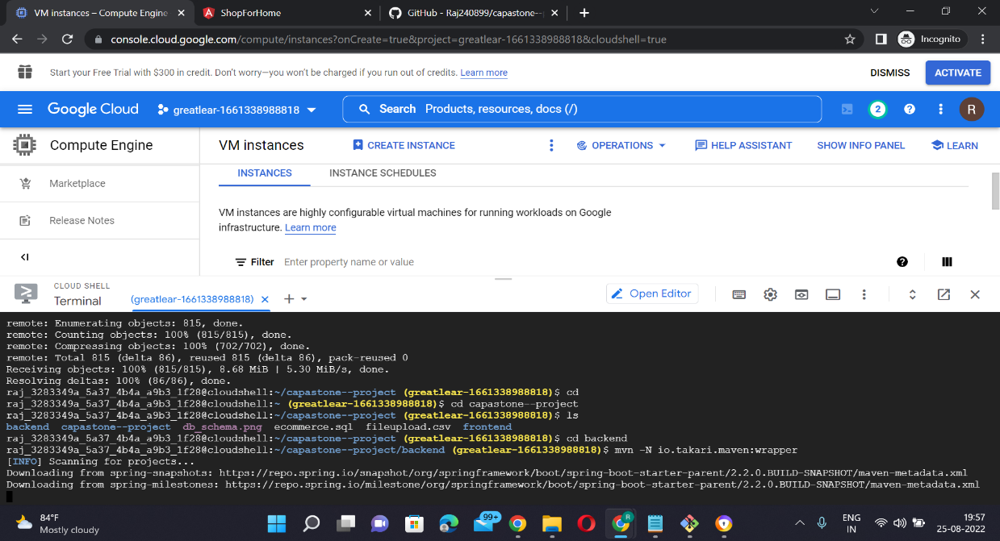 VM instances – Compute Engine
ShopForHome
GitHub - Raj240899/capastone--p
console.cloud.google.com/compute/instances?onCreate=true&project=greatlear-1661338988818&cloudshell=true
Incognito
Start your Free Trial with $300 in credit. Don't worry—you won't be charged if you run out of credits. Learn more
DISMISS
ACTIVATE
Google Cloud
greatlear-1661338988818
Search Products, resources, docs (/)
2
R
Compute Engine
VM instances
CREATE INSTANCE
OPERATIONS
HELP ASSISTANT
SHOW INFO PANEL
LEARN
Marketplace
Release Notes
INSTANCES
INSTANCE SCHEDULES
VM instances are highly configurable virtual machines for running workloads on Google
infrastructure. Learn more
Filter Enter property name or value
CLOUD SHELL
Terminal
(greatlear-1661338988818)
Open Editor
remote: Enumerating objects: 815, done.
remote: Counting objects: 100% (815/815), done.
remote: Compressing objects: 100% (702/702), done.
remote: Total 815 (delta 86), reused 815 (delta 86), pack-reused 0
Receiving objects: 100% (815/815), 8.68 MiB | 5.30 MiB/s, done.
Resolving deltas: 100% (86/86), done.
raj_3283349a_5a37_4b4a_a9b3_1f28@cloudshell:~/capastone--project (greatlear-1661338988818)$ cd
raj_3283349a_5a37_4b4a_a9b3_1f28@cloudshell:~ (greatlear-1661338988818)$ cd capastone--project
raj_3283349a_5a37_4b4a_a9b3_1f28@cloudshell:~/capastone--project (greatlear-1661338988818)$ ls
backend capastone--project db_schema.png ecommerce.sql fileupload.csv frontend
raj_3283349a_5a37_4b4a_a9b3_1f28@cloudshell:~/capastone--project (greatlear-1661338988818)$ cd backend
raj_3283349a_5a37_4b4a_a9b3_1f28@cloudshell:~/capastone--project/backend (greatlear-1661338988818)$ mvn -N io.takari.maven:wrapper
[INFO] Scanning for projects...
Downloading from spring-snapshots: https://repo.spring.io/snapshot/org/springframework/boot/spring-boot-starter-parent/2.2.0.BUILD-SNAPSHOT/maven-metadata.xml
Downloading from spring-milestones: https://repo.spring.io/milestone/org/springframework/boot/spring-boot-starter-parent/2.2.0.BUILD-SNAPSHOT/maven-metadata.xml
84°F
Mostly cloudy
99+
R
ENG
IN
19:57
25-08-2022